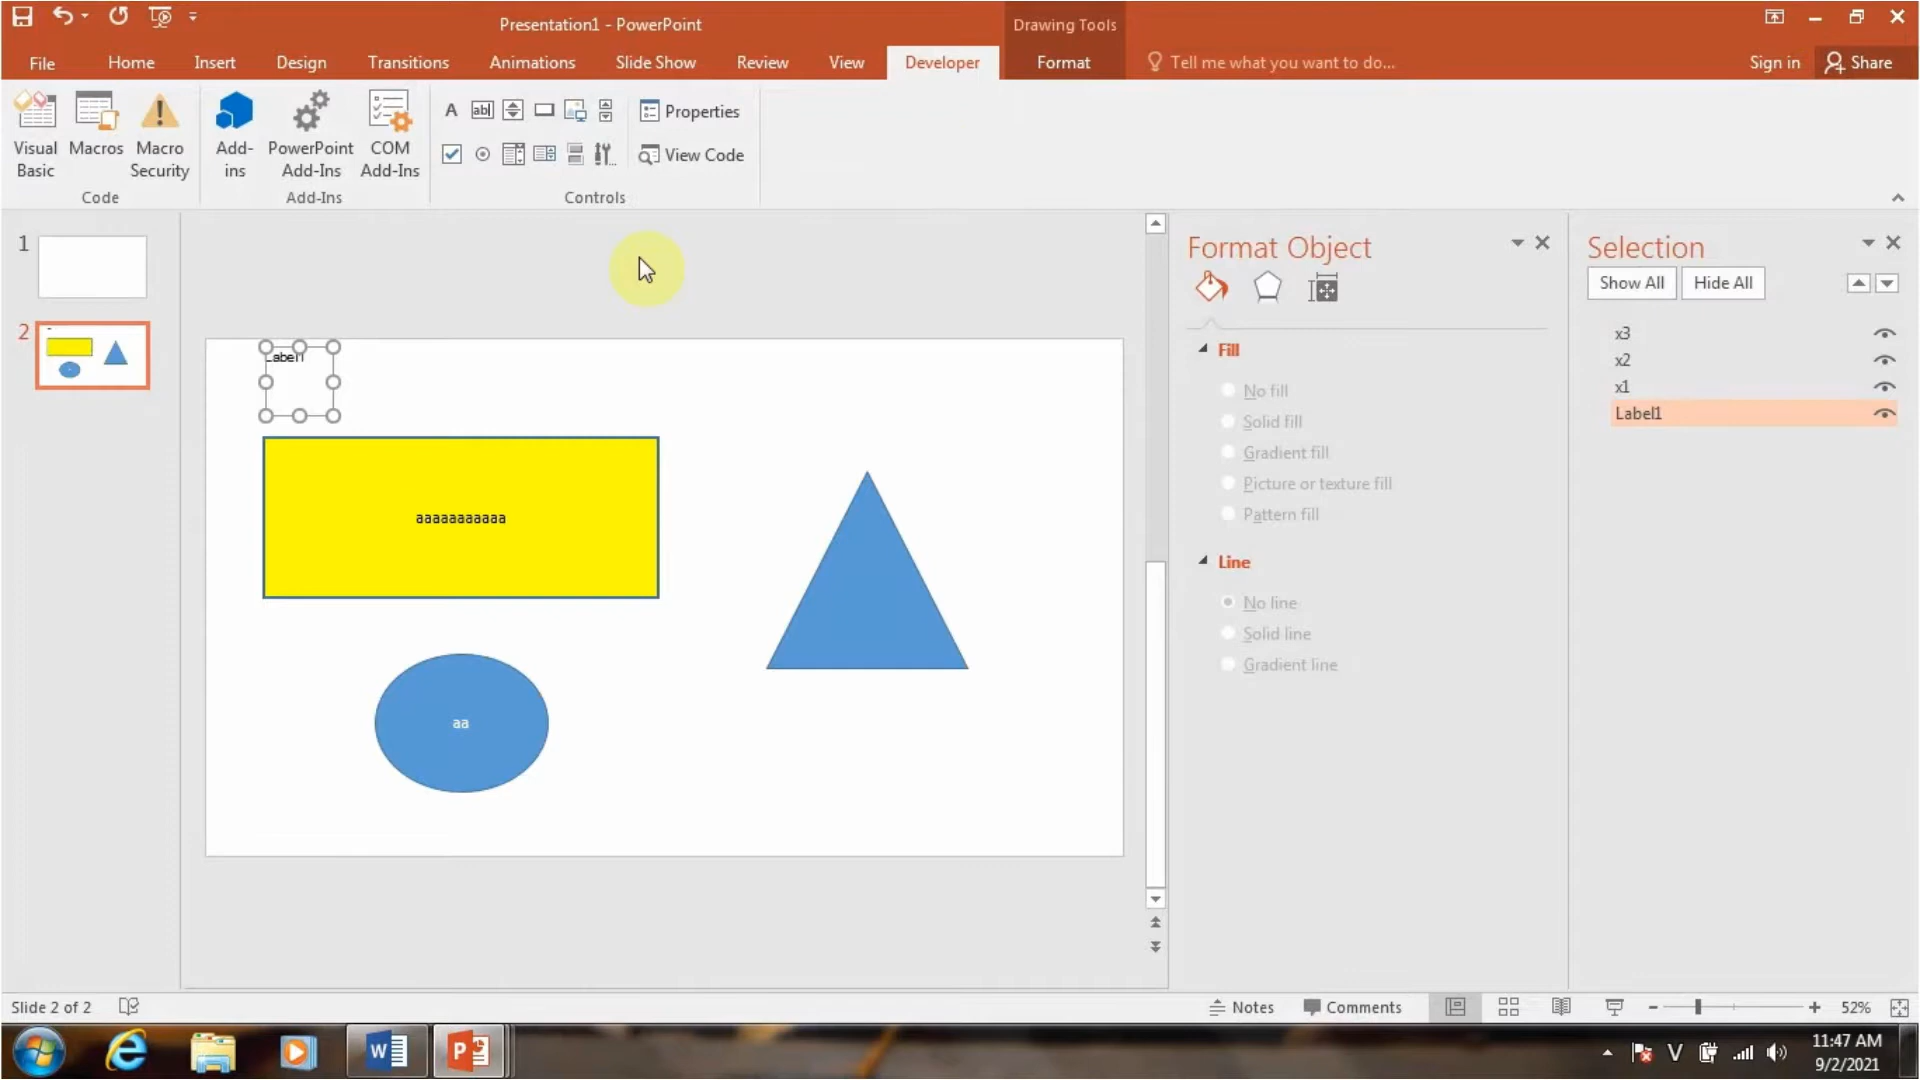 Presentation1 - PowerPoint
Drawing Tools
File
Home
Insert
Design
Transitions
Animations
Slide Show
Review
View
Developer
Format
Tell me what you want to do...
Sign in
Share
Visual
Basic
Macros
Macro
Security
Code
Add-
ins
PowerPoint
Add-Ins
COM
Add-Ins
Add-Ins
A
abl
Properties
View Code
Controls
1
2
Label1
aaaaaaaaaaa
aa
Format Object
Fill
No fill
Solid fill
Gradient fill
Picture or texture fill
Pattern fill
Line
No line
Solid line
Gradient line
Selection
Show All
Hide All
x3
x2
x1
Label1
Slide 2 of 2
Notes
Comments
52%
W
P
V
11:47 AM
9/2/2021